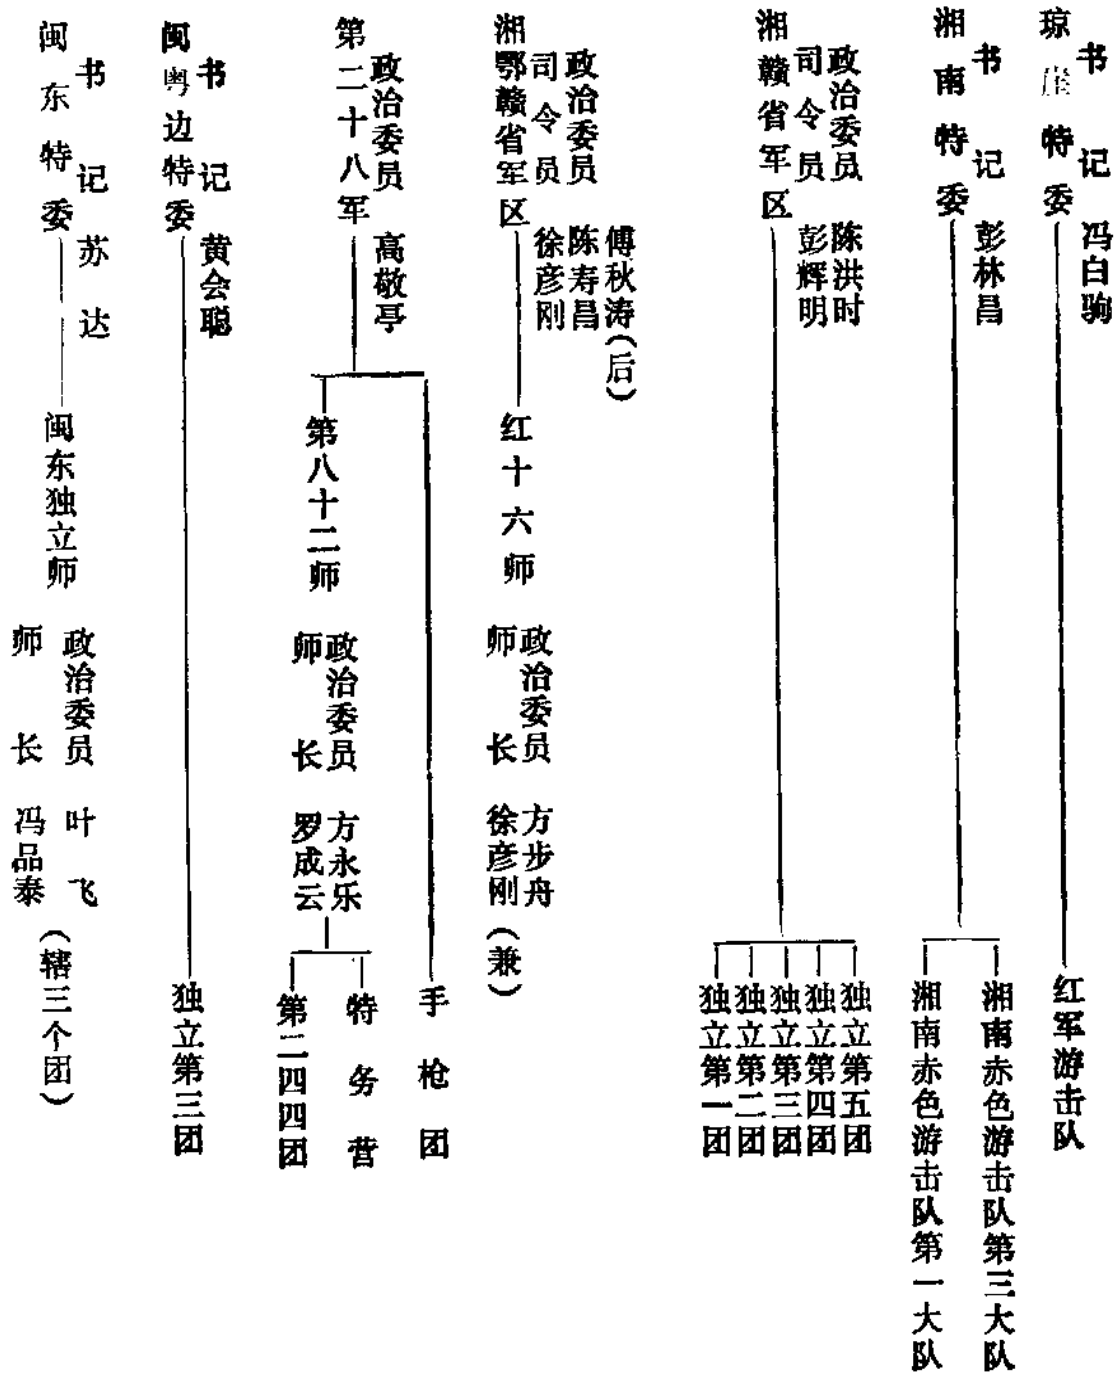 闽东特委
书记 苏达
闽东独立师
师长 冯品泰
政治委员 叶飞
(辖三个团)
闽粤边特委
书记 黄会聪
独立第三团
第二十八军
政治委员 高敬亭
第八十二师
师长 罗成云
政治委员 方永乐
第二四四团
特务营
手枪团
湘鄂赣省军区
司令员 徐彦刚
政治委员 陈寿昌
傅秋涛(后)
红十六师
师长 徐彦刚(兼)
政治委员 方步舟
湘赣省军区
司令员 彭辉明
政治委员 陈洪时
独立第一团
独立第二团
独立第三团
独立第四团
独立第五团
湘南特委
书记 彭林昌
湘南赤色游击队第一大队
湘南赤色游击队第三大队
琼崖特委
书记 冯白驹
红军游击队